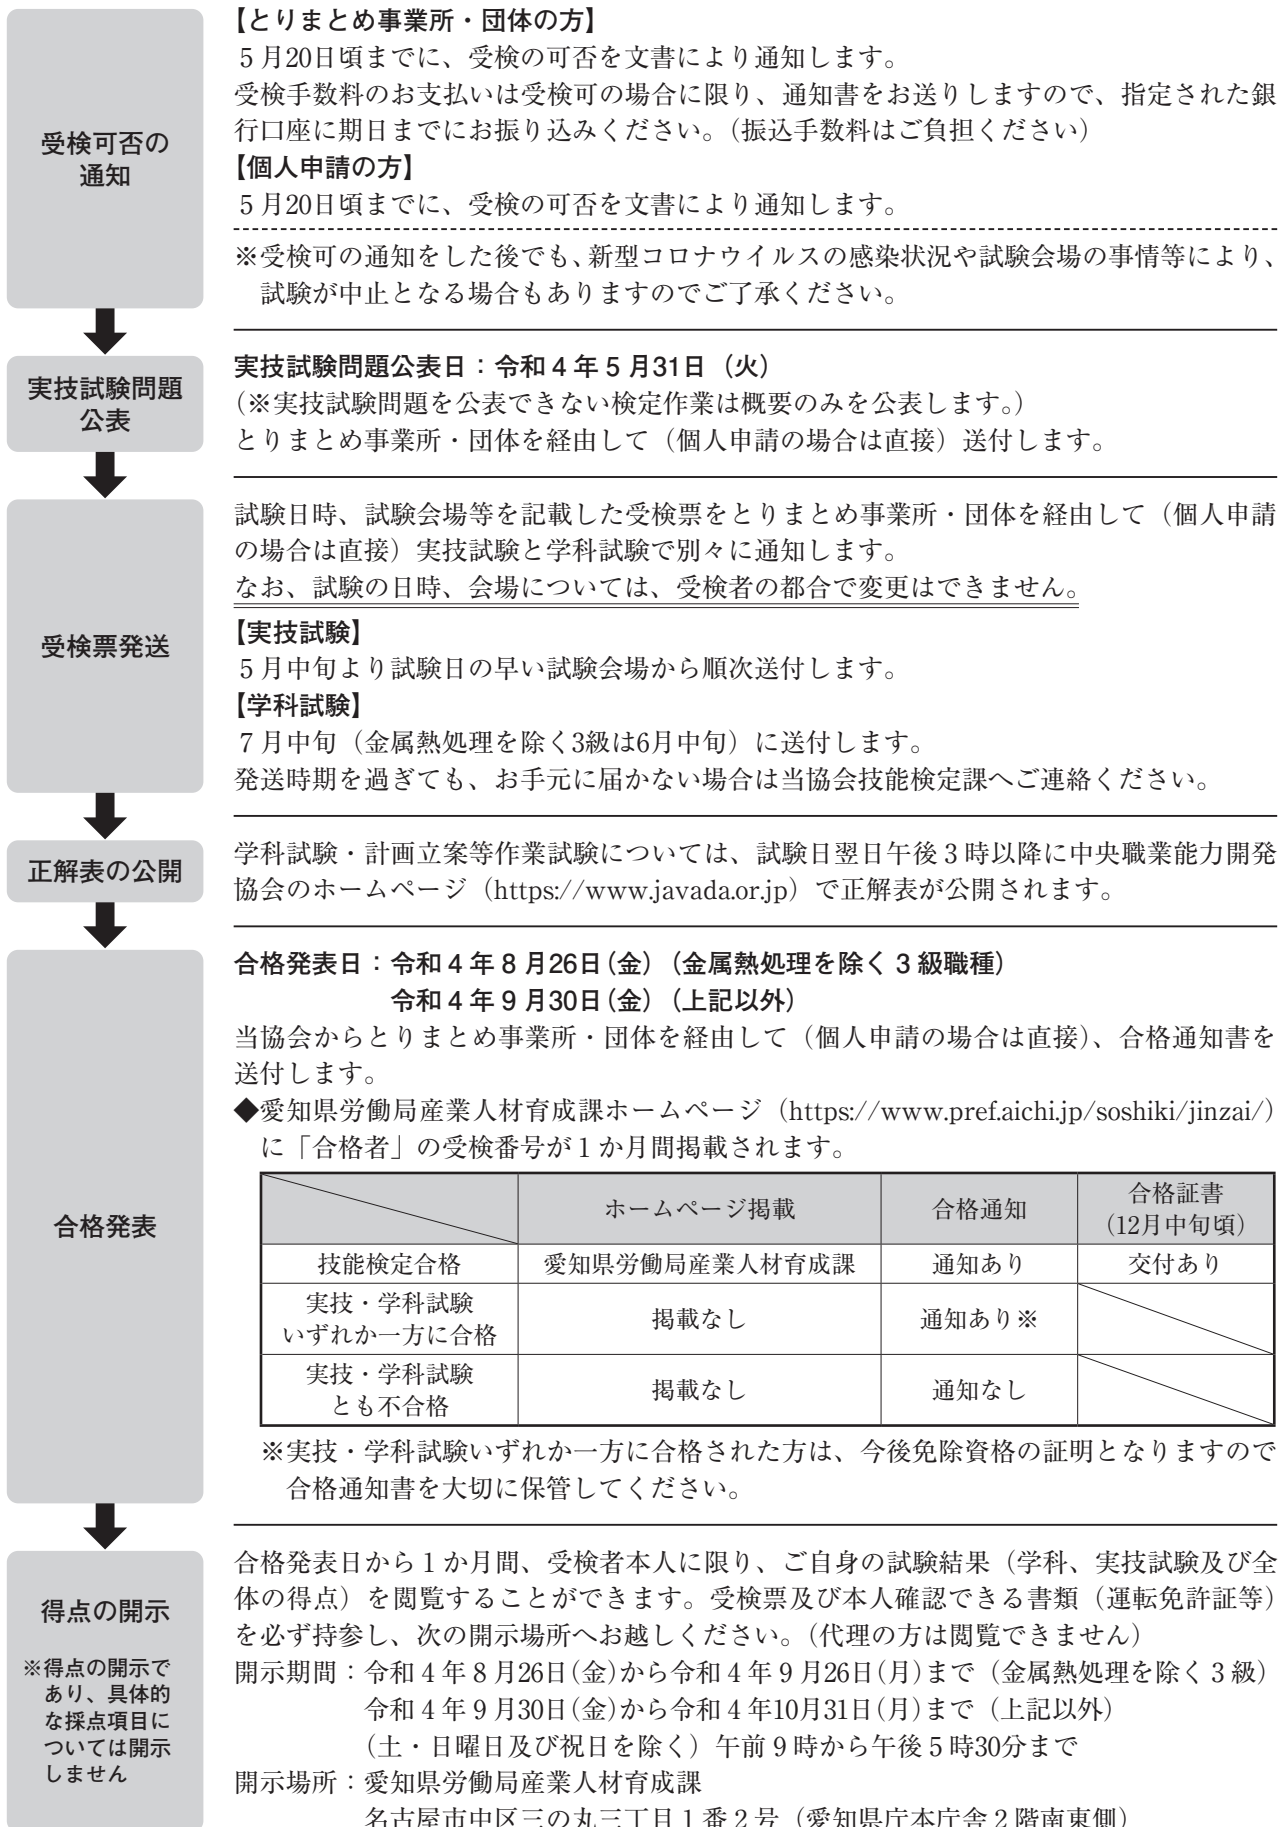 受検可否の
通知
【とりまとめ事業所・団体の方】
５月20日頃までに、受検の可否を文書により通知します。
受検手数料のお支払いは受検可の場合に限り、通知書をお送りしますので、指定された銀
行口座に期日までにお振り込みください。（振込手数料はご負担ください）
【個人申請の方】
５月20日頃までに、受検の可否を文書により通知します。
※受検可の通知をした後でも、新型コロナウイルスの感染状況や試験会場の事情等により、
試験が中止となる場合もありますのでご了承ください。
実技試験問題
公表
実技試験問題公表日：令和４年５月31日（火）
（※実技試験問題を公表できない検定作業は概要のみを公表します。）
とりまとめ事業所・団体を経由して（個人申請の場合は直接）送付します。
受検票発送
試験日時、試験会場等を記載した受検票をとりまとめ事業所・団体を経由して（個人申請
の場合は直接）実技試験と学科試験で別々に通知します。
なお、試験の日時、会場については、受検者の都合で変更はできません。
【実技試験】
５月中旬より試験日の早い試験会場から順次送付します。
【学科試験】
７月中旬（金属熱処理を除く3級は6月中旬）に送付します。
発送時期を過ぎても、お手元に届かない場合は当協会技能検定課へご連絡ください。
正解表の公開
学科試験・計画立案等作業試験については、試験日翌日午後３時以降に中央職業能力開発
協会のホームページ（https://www.javada.or.jp）で正解表が公開されます。
合格発表
合格発表日：令和４年８月26日（金）（金属熱処理を除く３級職種）
令和４年９月30日（金）（上記以外）
当協会からとりまとめ事業所・団体を経由して（個人申請の場合は直接）、合格通知書を
送付します。
◆愛知県労働局産業人材育成課ホームページ（https://www.pref.aichi.jp/soshiki/jinzai/）
に「合格者」の受検番号が１か月間掲載されます。
ホームページ掲載 合格通知 合格証書
（12月中旬頃）
技能検定合格 愛知県労働局産業人材育成課 通知あり 交付あり
実技・学科試験
いずれか一方に合格 掲載なし 通知あり※
実技・学科試験
とも不合格 掲載なし 通知なし
※実技・学科試験いずれか一方に合格された方は、今後免除資格の証明となりますので
合格通知書を大切に保管してください。
得点の開示
※得点の開示で
あり、具体的
な採点項目に
ついては開示
しません
合格発表日から１か月間、受検者本人に限り、ご自身の試験結果（学科、実技試験及び全
体の得点）を閲覧することができます。受検票及び本人確認できる書類（運転免許証等）
を必ず持参し、次の開示場所へお越しください。（代理の方は閲覧できません）
開示期間：令和４年８月26日（金）から令和４年９月26日（月）まで（金属熱処理を除く３級）
令和４年９月30日（金）から令和４年10月31日（月）まで（上記以外）
（土・日曜日及び祝日を除く）午前９時から午後５時30分まで
開示場所：愛知県労働局産業人材育成課
名古屋市中区三の丸三丁目１番２号（愛知県庁本庁舎２階南東側）